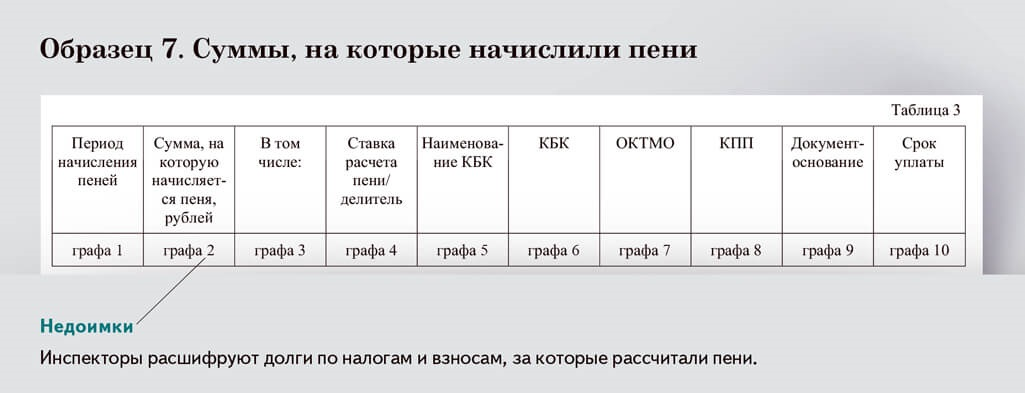 Образец 7. Суммы, на которые начислили пени
Таблица 3
Период
начисления
пеней
Сумма, на
которую
начисляет-
ся пеня,
рублей
В том
числе:
Ставка
расчета
пени/
делитель
Наименова-
ние КБК
КБК
ОКТМО
КПП
Документ-
основание
Срок
уплаты
графа 1
графа 2
графа 3
графа 4
графа 5
графа 6
графа 7
графа 8
графа 9
графа 10
Недоимки
Инспекторы расшифруют долги по налогам и взносам, за которые рассчитали пени.